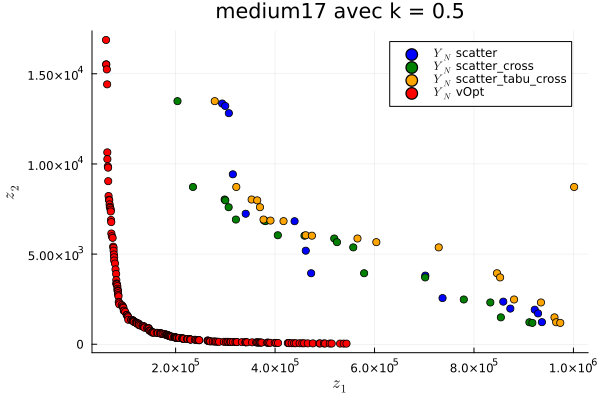 medium17 avec k = 0.5
Y_N scatter
Y_N scatter_cross
Y_N scatter_tabu_cross
Y_N vOpt
1.50×10⁴
1.00×10⁴
5.00×10³
0
z₂
2.0×10⁵ 4.0×10⁵ 6.0×10⁵ 8.0×10⁵ 1.0×10⁶
z₁